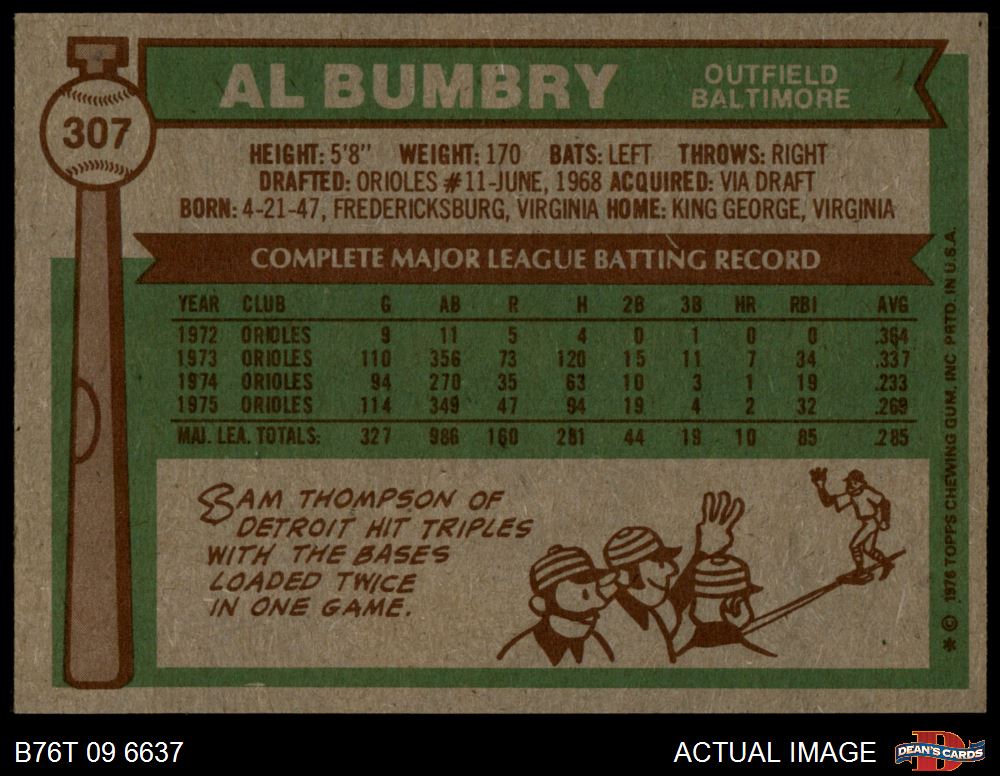 307
AL BUMBRY
OUTFIELD
BALTIMORE
HEIGHT: 5'8" WEIGHT: 170 BATS: LEFT THROWS: RIGHT
DRAFTED: ORIOLES #11-JUNE, 1968 ACQUIRED: VIA DRAFT
BORN: 4-21-47, FREDERICKSBURG, VIRGINIA HOME: KING GEORGE, VIRGINIA
COMPLETE MAJOR LEAGUE BATTING RECORD
YEAR CLUB G AB R H 2B 3B HR RBI AVG
1972 ORIOLES 9 11 5 4 0 1 0 0 .364
1973 ORIOLES 110 356 73 120 15 11 7 34 .337
1974 ORIOLES 94 270 35 63 10 3 1 19 .233
1975 ORIOLES 114 349 47 94 19 4 2 32 .269
MAJ. LEA. TOTALS: 327 986 160 281 44 19 10 85 .285
SAM THOMPSON OF
DETROIT HIT TRIPLES
WITH THE BASES
LOADED TWICE
IN ONE GAME.
* © 1976 TOPPS CHEWING GUM, INC PRTD. IN U.S.A.
B76T 09 6637
ACTUAL IMAGE
DEAN'S CARDS